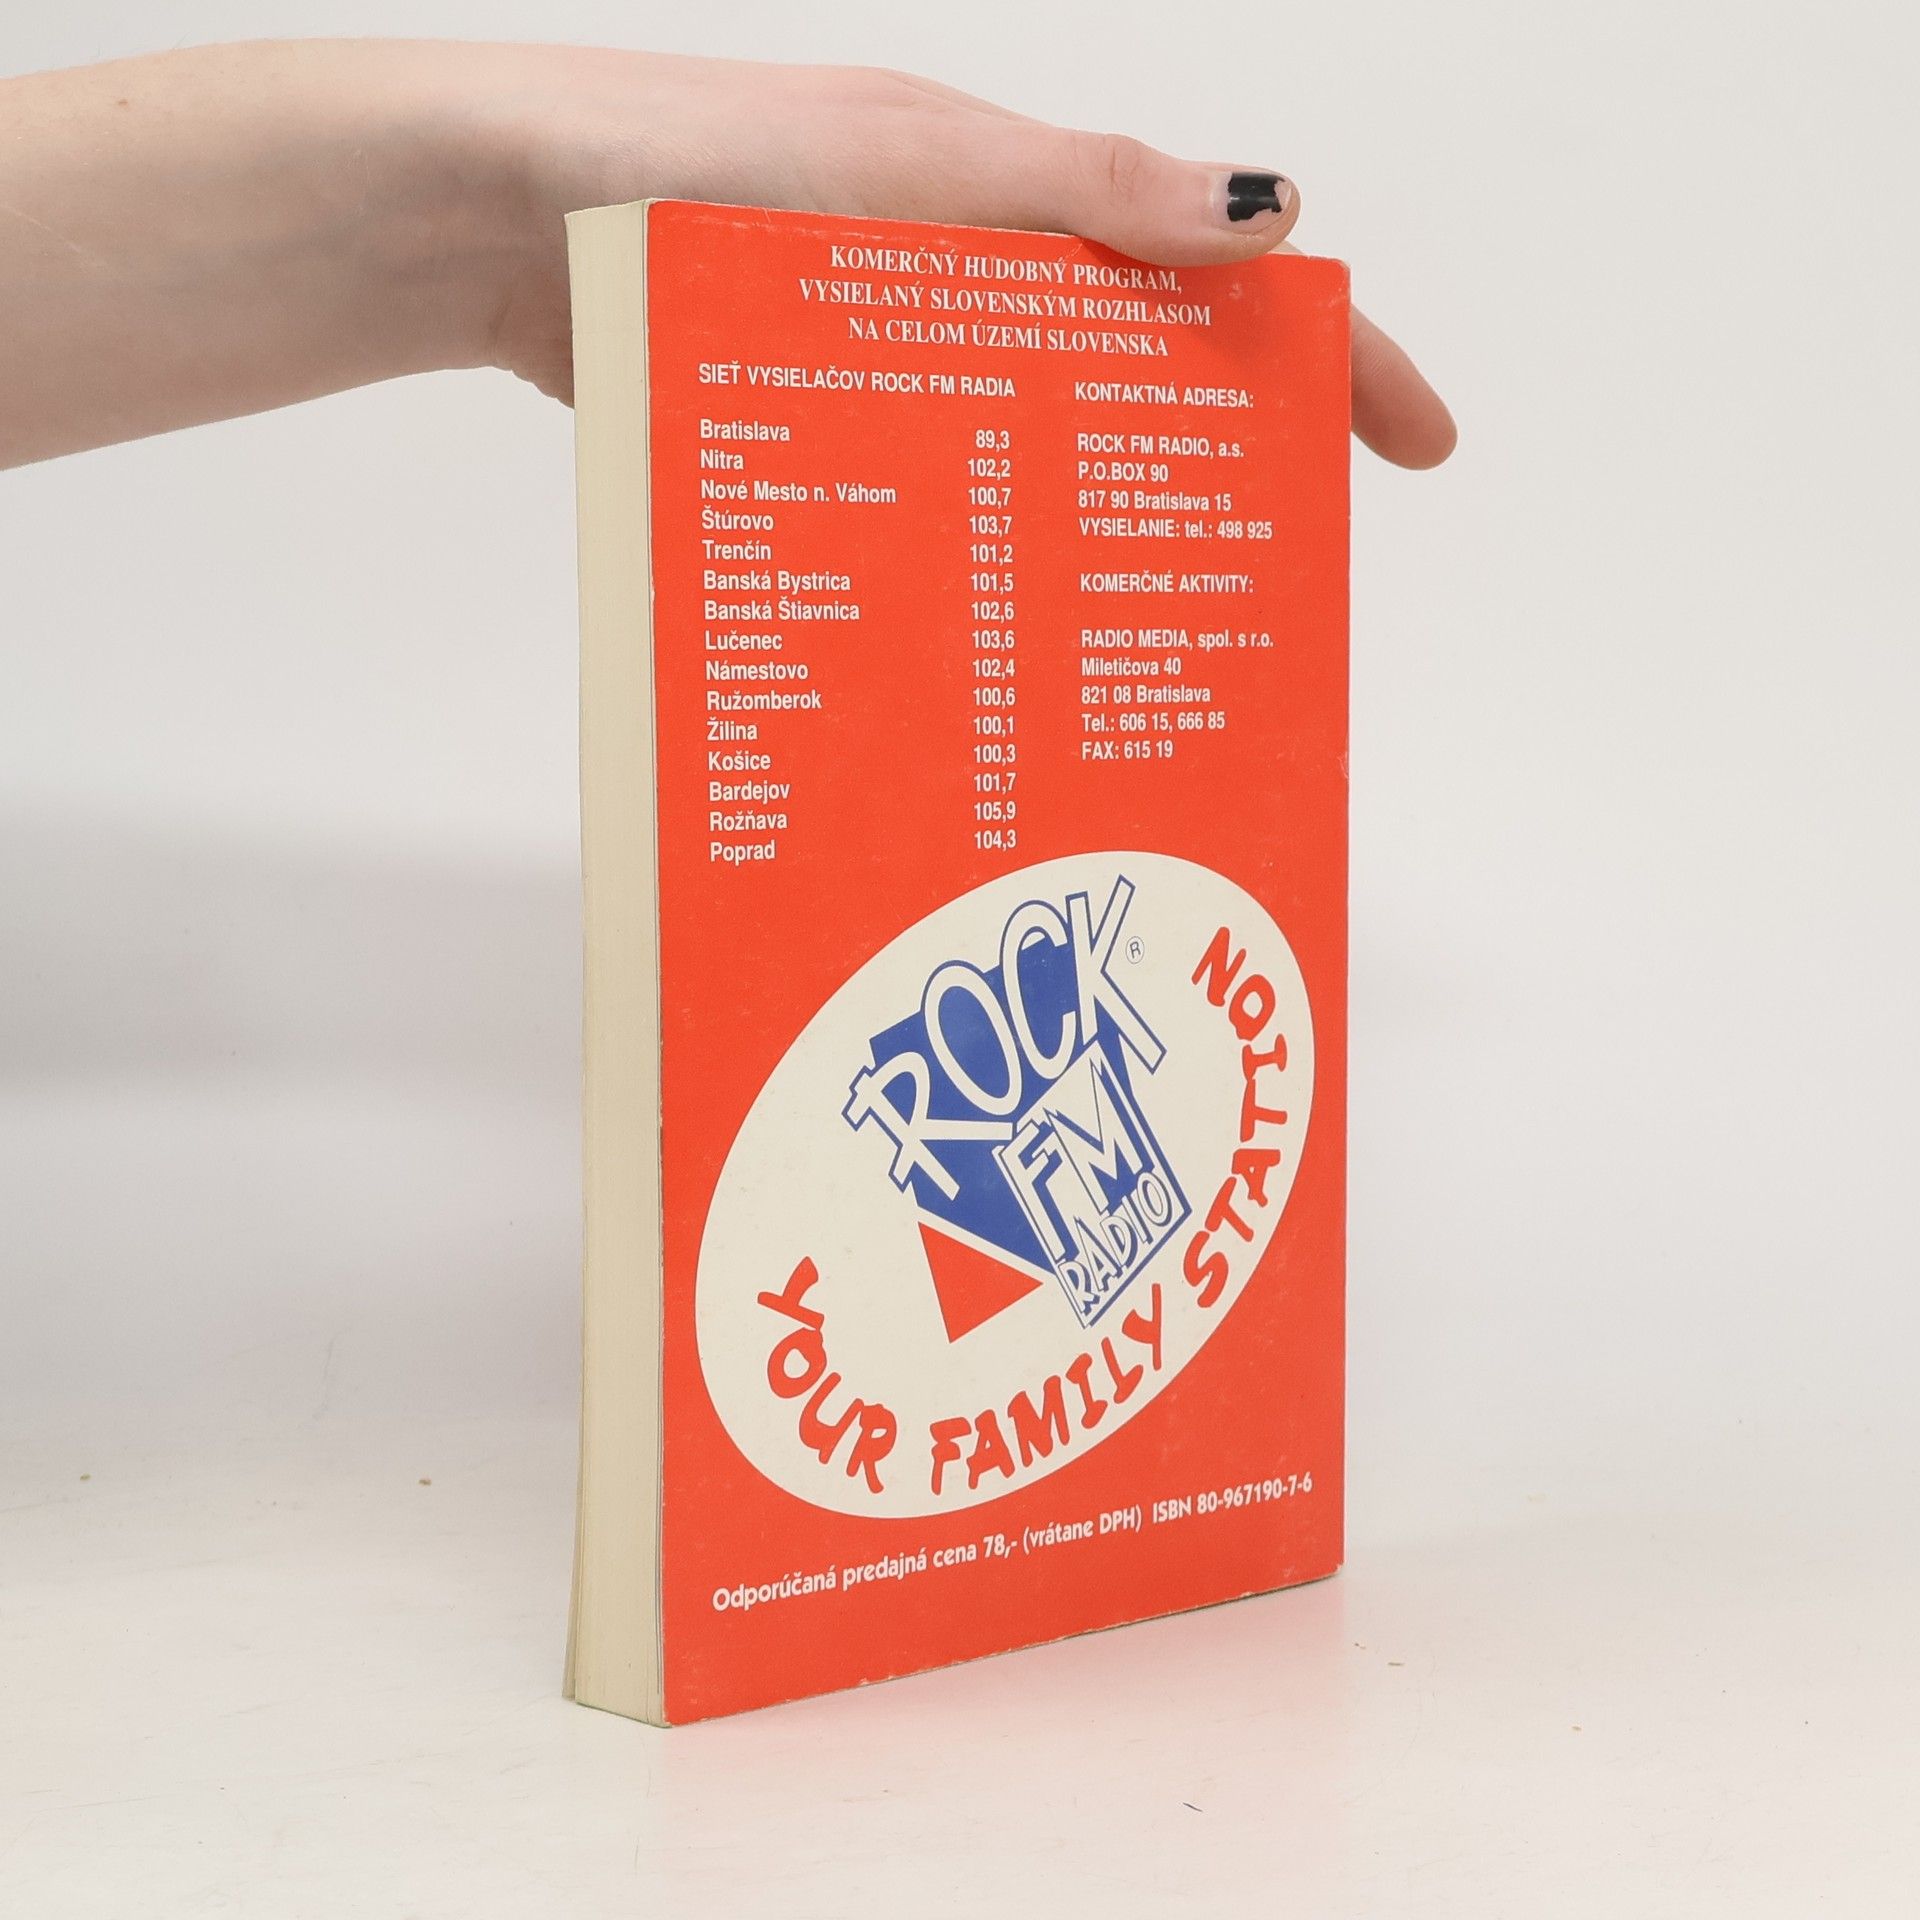 KOMERČNÝ HUDOBNÝ PROGRAM,
VYSIELANÝ SLOVENSKÝM ROZHLASOM
NA CELOM ÚZEMÍ SLOVENSKA
SIEŤ VYSIELAČOV ROCK FM RADIA
Bratislava 89,3
Nitra 102,2
Nové Mesto n. Váhom 100,7
Štúrovo 103,7
Trenčín 101,2
Banská Bystrica 101,5
Banská Štiavnica 102,6
Lučenec 103,6
Námestovo 102,4
Ružomberok 100,6
Žilina 100,1
Košice 100,3
Bardejov 101,7
Rožňava 105,9
Poprad 104,3
KONTAKTNÁ ADRESA:
ROCK FM RADIO, a.s.
P.O.BOX 90
817 90 Bratislava 15
VYSIELANIE: tel.: 498 925
KOMERČNÉ AKTIVITY:
RADIO MEDIA, spol. s r.o.
Miletičova 40
821 08 Bratislava
Tel.: 606 15, 666 85
FAX: 615 19
ROCK ®
FM
RADIO
YOUR FAMILY STATION
Odporúčaná predajná cena 78,- (vrátane DPH) ISBN 80-967190-7-6